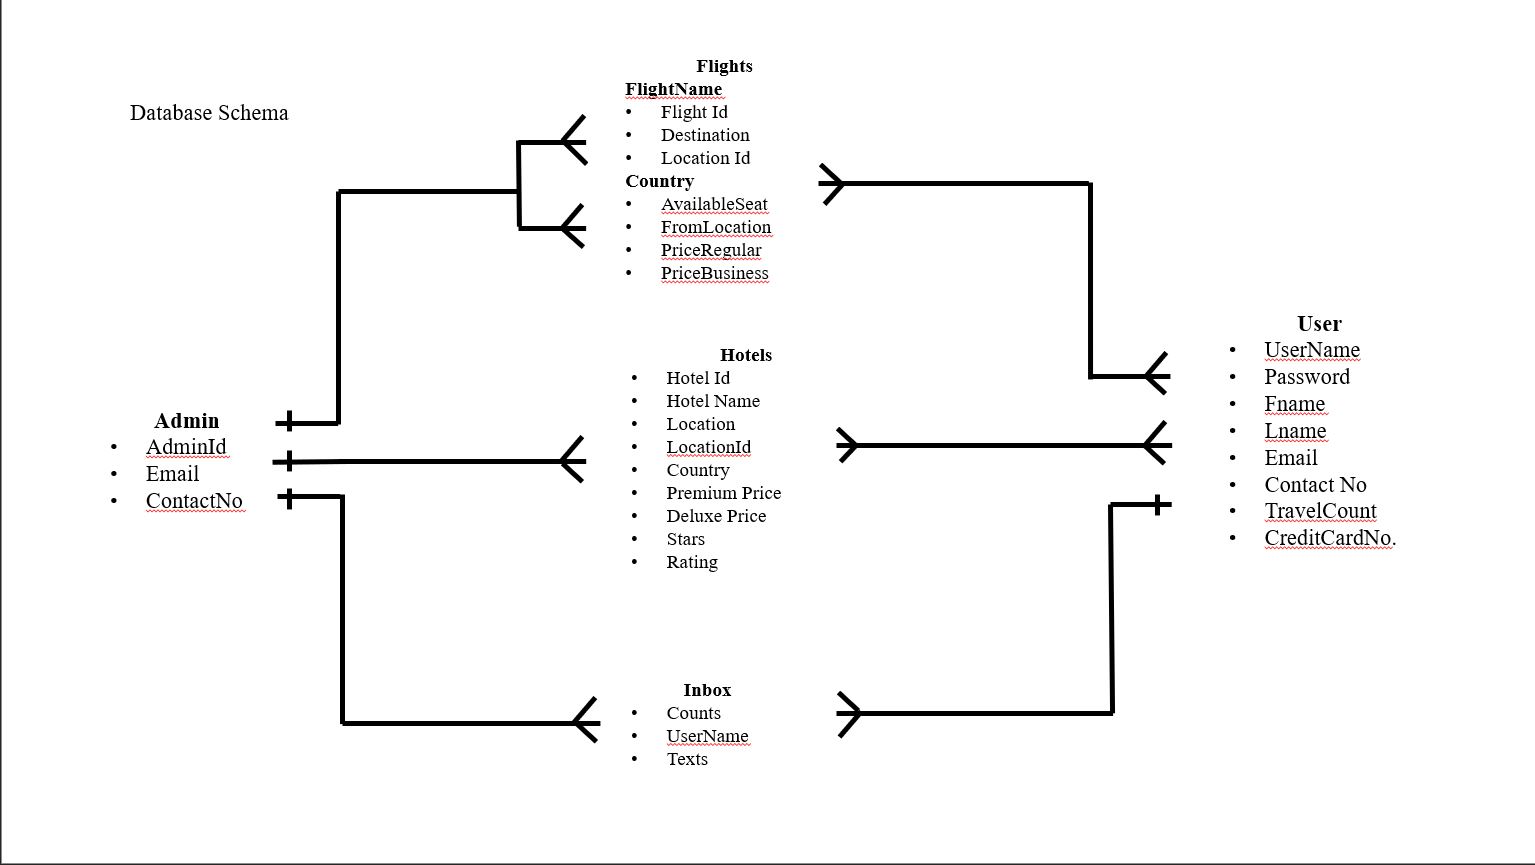 Database Schema
Flights
FlightName
• Flight Id
• Destination
• Location Id
Country
• AvailableSeat
• FromLocation
• PriceRegular
• PriceBusiness
Hotels
• Hotel Id
• Hotel Name
• Location
• LocationId
• Country
• Premium Price
• Deluxe Price
• Stars
• Rating
Admin
• AdminId
• Email
• ContactNo
User
• UserName
• Password
• Fname
• Lname
• Email
• Contact No
• TravelCount
• CreditCardNo.
Inbox
• Counts
• UserName
• Texts